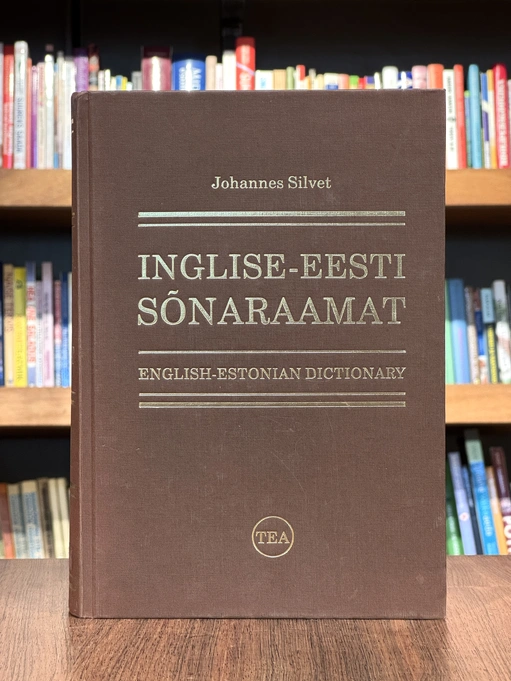 Johannes Silvet
INGLISE-EESTI
SÕNARAAMAT
ENGLISH-ESTONIAN DICTIONARY
TEA